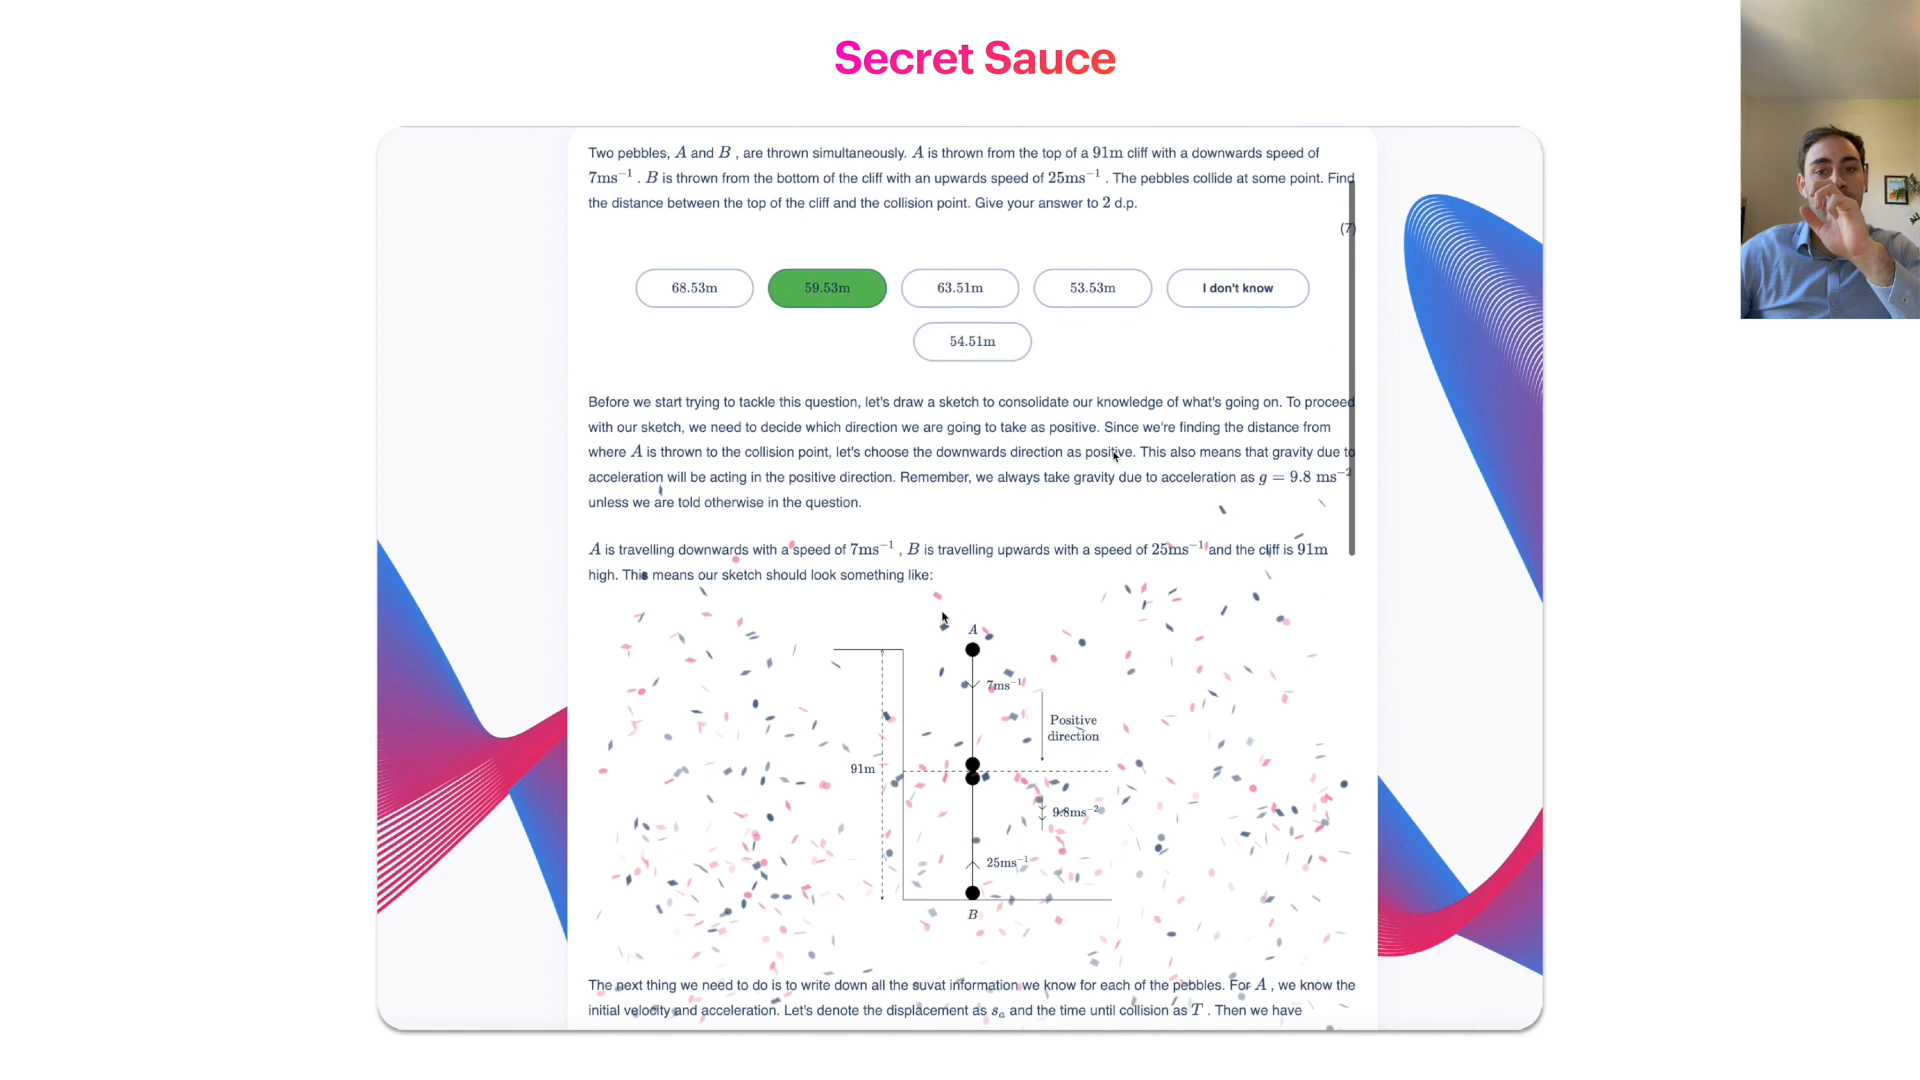 Secret Sauce
Two pebbles, A and B , are thrown simultaneously. A is thrown from the top of a 91m cliff with a downwards speed of
7ms⁻¹ . B is thrown from the bottom of the cliff with an upwards speed of 25ms⁻¹ . The pebbles collide at some point. Find
the distance between the top of the cliff and the collision point. Give your answer to 2 d.p.
(7)
68.53m 59.53m 63.51m 53.53m I don't know
54.51m
Before we start trying to tackle this question, let's draw a sketch to consolidate our knowledge of what's going on. To proceed
with our sketch, we need to decide which direction we are going to take as positive. Since we're finding the distance from
where A is thrown to the collision point, let's choose the downwards direction as positive. This also means that gravity due to
acceleration will be acting in the positive direction. Remember, we always take gravity due to acceleration as g = 9.8 ms⁻²
unless we are told otherwise in the question.
A is travelling downwards with a speed of 7ms⁻¹ , B is travelling upwards with a speed of 25ms⁻¹ and the cliff is 91m
high. This means our sketch should look something like:
A
7ms⁻¹
Positive
direction
91m
9.8ms⁻²
25ms⁻¹
B
The next thing we need to do is to write down all the suvat information we know for each of the pebbles. For A , we know the
initial velocity and acceleration. Let's denote the displacement as sₐ and the time until collision as T . Then we have